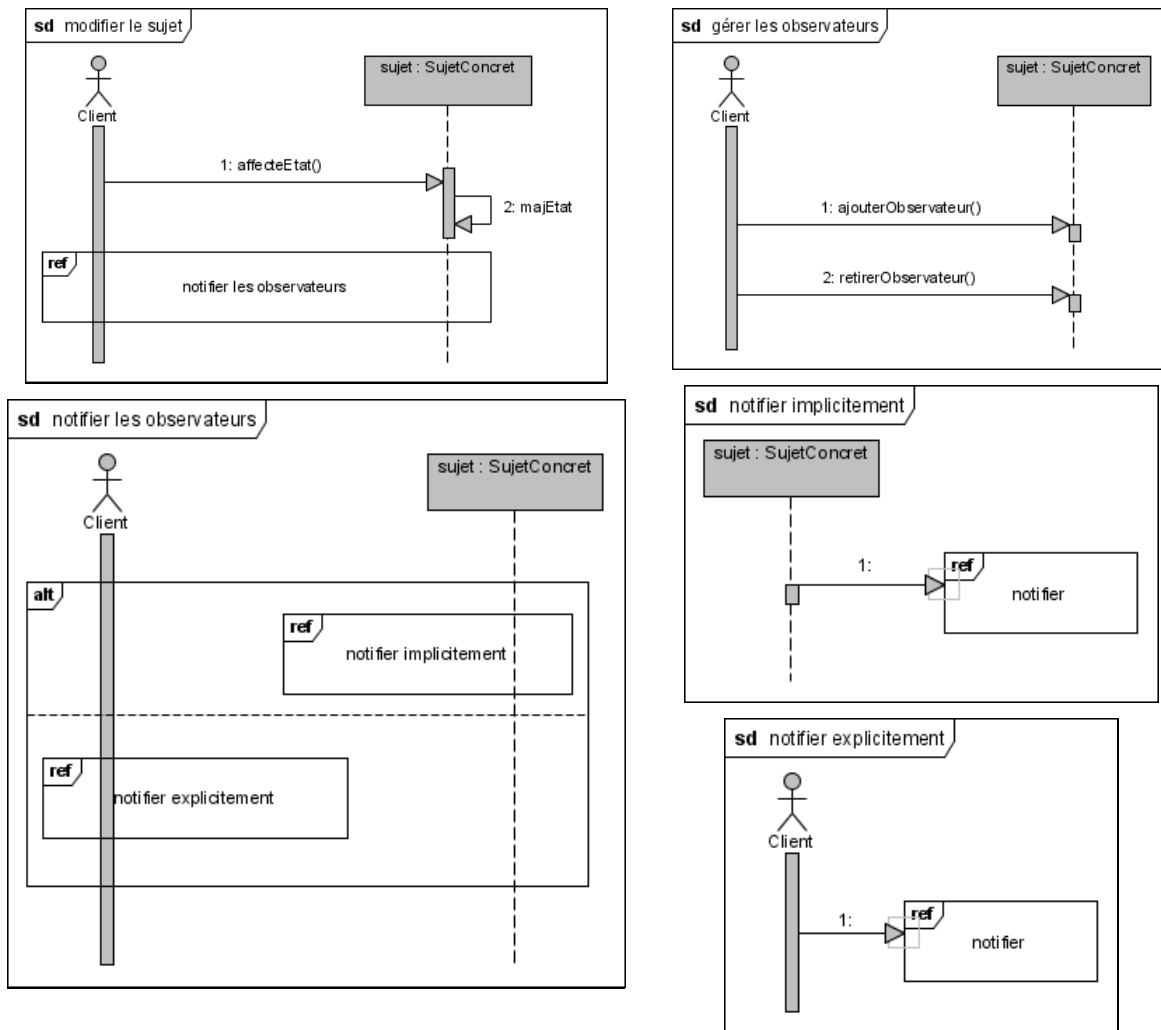 sd modifier le sujet
sujet : SujetConcret
Client
1: affecteEtat()
2: majEtat
ref
notifier les observateurs
sd gérer les observateurs
sujet : SujetConcret
Client
1: ajouterObservateur()
2: retirerObservateur()
sd notifier les observateurs
sujet : SujetConcret
Client
alt
ref
notifier implicitement
ref
notifier explicitement
sd notifier implicitement
sujet : SujetConcret
1:
ref
notifier
sd notifier explicitement
Client
1:
ref
notifier